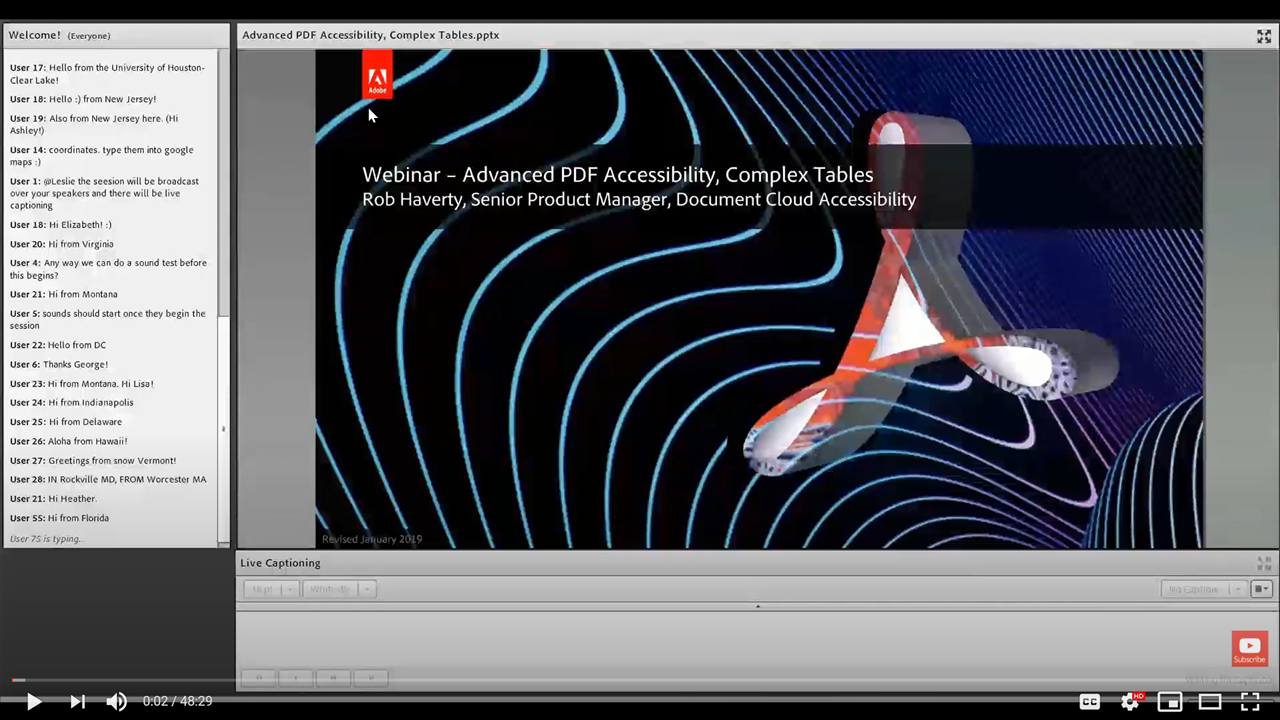 Welcome! (Everyone)
User 17: Hello from the University of Houston-
Clear Lake!
User 18: Hello :) from New Jersey!
User 19: Also from New Jersey here. (Hi
Ashley!)
User 14: coordinates. type them into google
maps :)
User 1: @Leslie the seesion will be broadcast
over your speakers and there will be live
captioning
User 18: Hi Elizabeth! :)
User 20: Hi from Virginia
User 4: Any way we can do a sound test before
this begins?
User 21: Hi from Montana
User 5: sounds should start once they begin the
session
User 22: Hello from DC
User 6: Thanks George!
User 23: Hi from Montana. Hi Lisa!
User 24: Hi from Indianapolis
User 25: Hi from Delaware
User 26: Aloha from Hawaii!
User 27: Greetings from snow Vermont!
User 28: IN Rockville MD, FROM Worcester MA
User 21: Hi Heather.
User 55: Hi from Florida
User 75 is typing...
Advanced PDF Accessibility, Complex Tables.pptx
Adobe
Webinar – Advanced PDF Accessibility, Complex Tables
Rob Haverty, Senior Product Manager, Document Cloud Accessibility
Revised January 2019
Live Captioning
No Caption
Subscribe
0:02 / 48:29
CC
HD